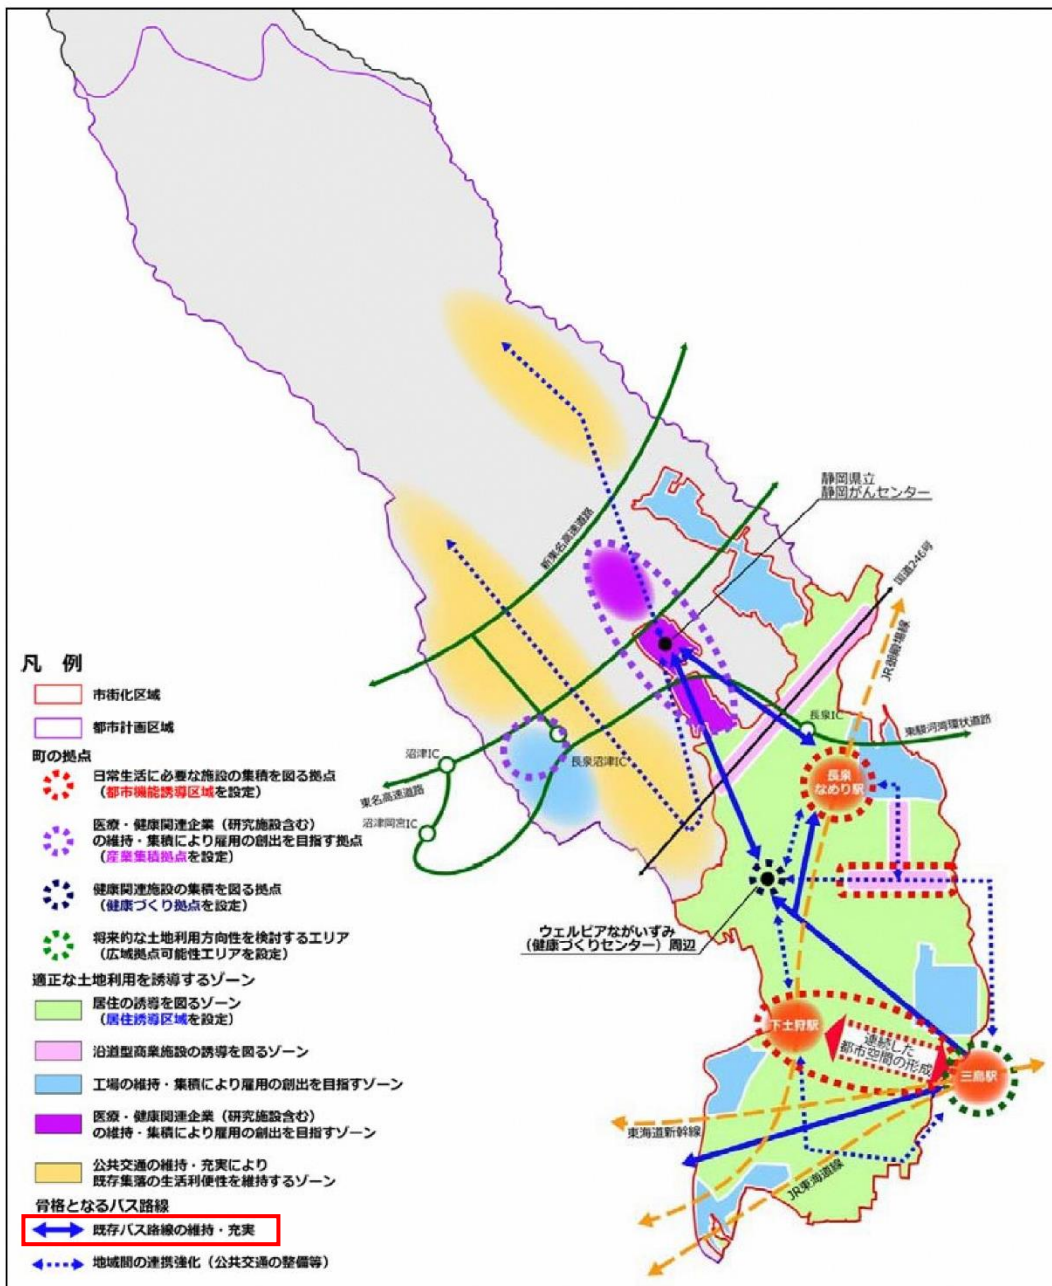 静岡県立
静岡がんセンター
新東名高速道路
国道246号
JR御殿場線
長泉IC
東駿河湾環状道路
沼津IC
長泉沼津IC
東名高速道路
沼津岡宮IC
長泉
なめり駅
ウェルピアながいずみ
(健康づくりセンター)周辺
下土狩駅
連続した
都市空間の形成
三島駅
東海道新幹線
JR東海道線
凡 例
市街化区域
都市計画区域
町の拠点
日常生活に必要な施設の集積を図る拠点
(都市機能誘導区域を設定)
医療・健康関連企業(研究施設含む)
の維持・集積により雇用の創出を目指す拠点
(産業集積拠点を設定)
健康関連施設の集積を図る拠点
(健康づくり拠点を設定)
将来的な土地利用方向性を検討するエリア
(広域拠点可能性エリアを設定)
適正な土地利用を誘導するゾーン
居住の誘導を図るゾーン
(居住誘導区域を設定)
沿道型商業施設の誘導を図るゾーン
工場の維持・集積により雇用の創出を目指すゾーン
医療・健康関連企業(研究施設含む)
の維持・集積により雇用の創出を目指すゾーン
公共交通の維持・充実により
既存集落の生活利便性を維持するゾーン
骨格となるバス路線
既存バス路線の維持・充実
地域間の連携強化(公共交通の整備等)